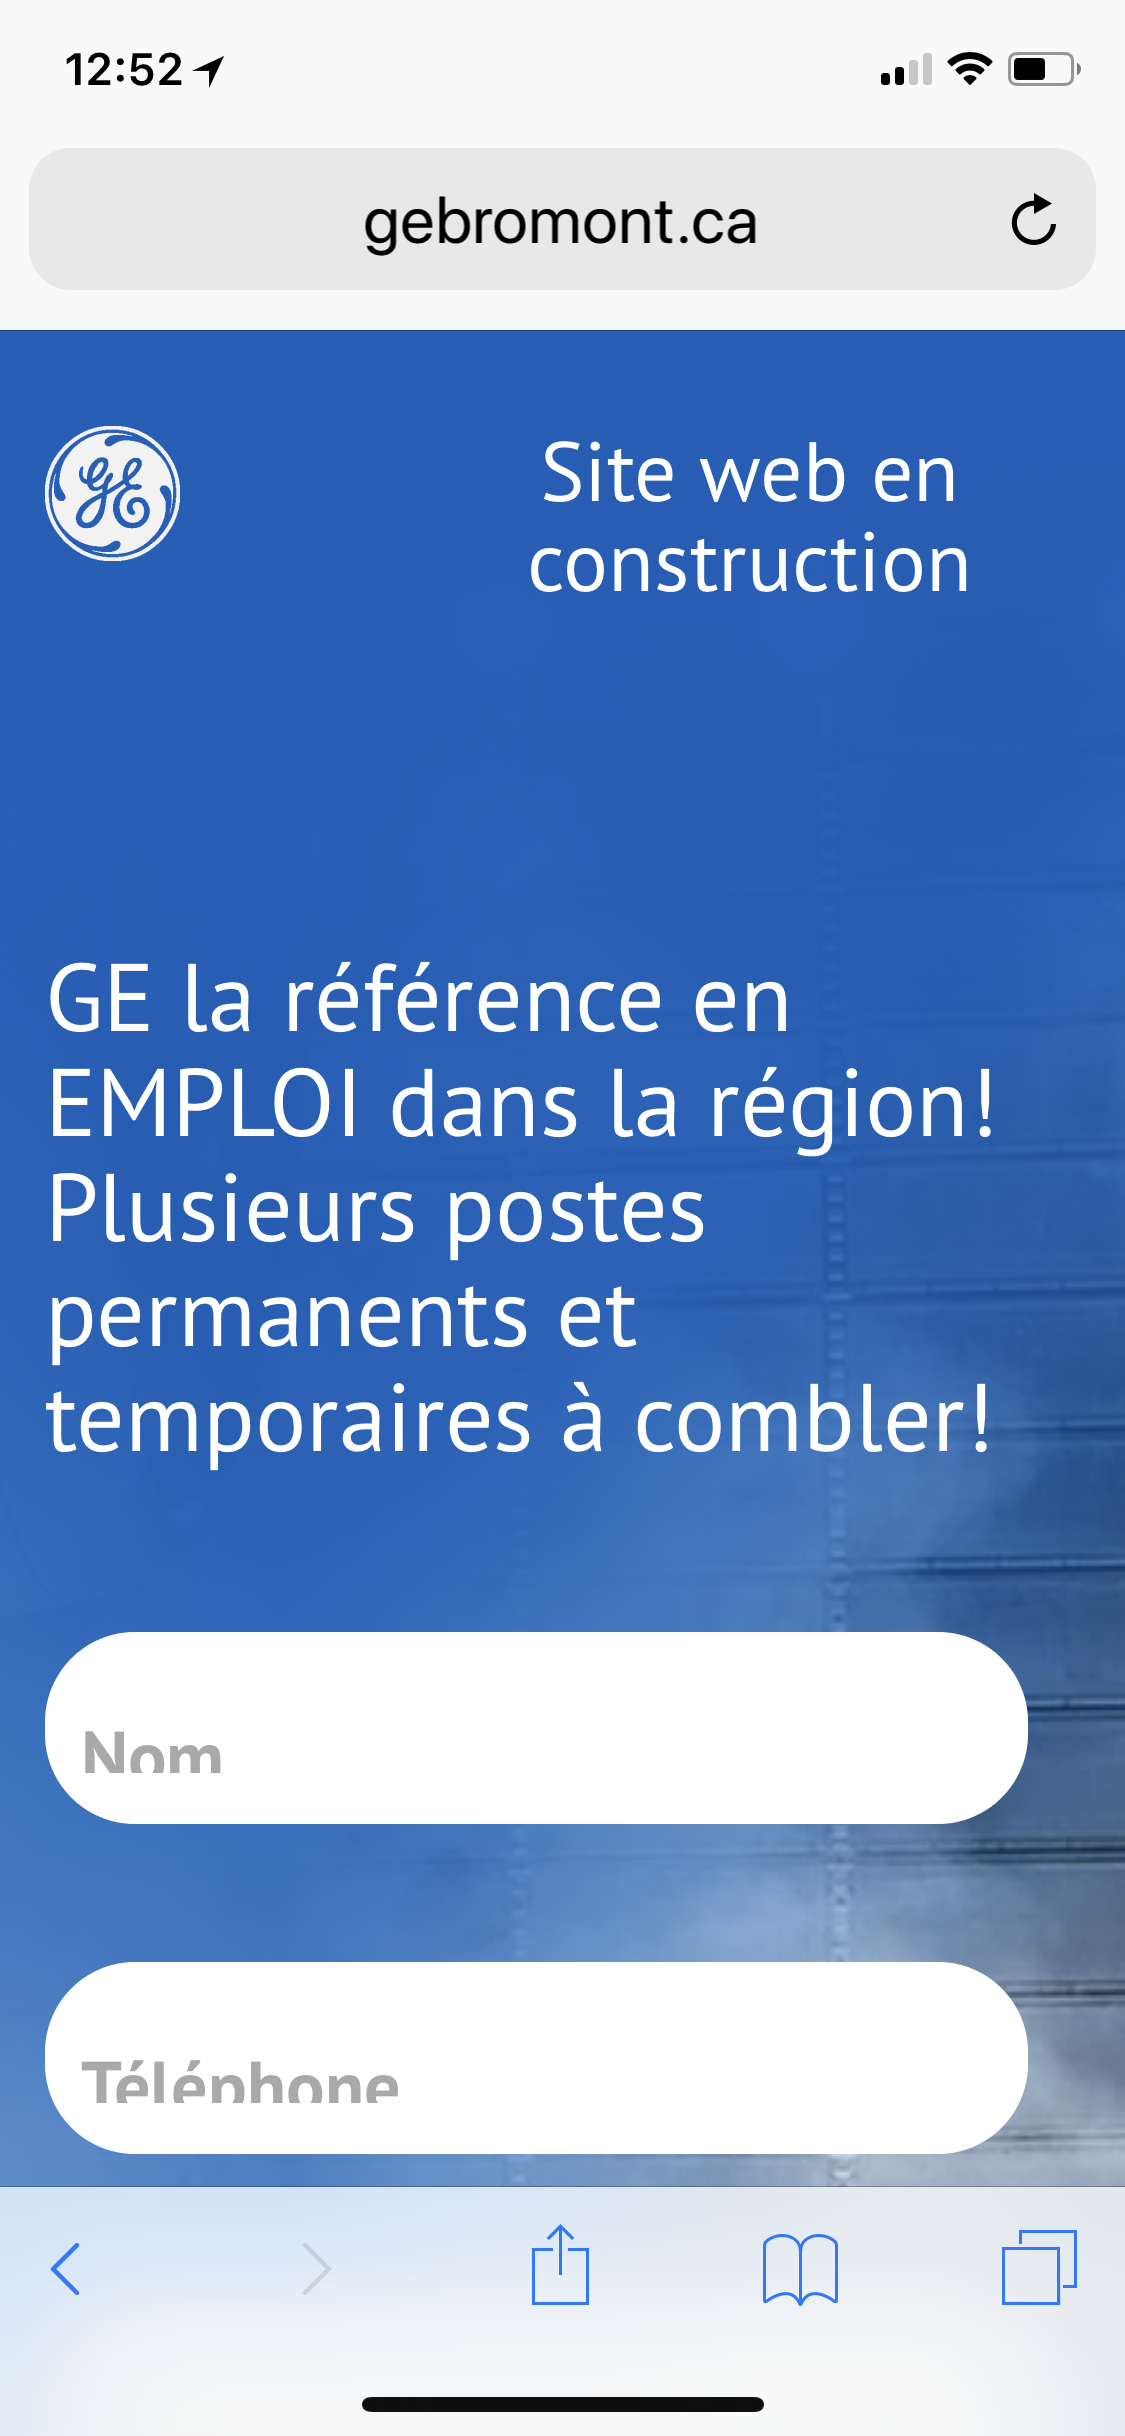 12:52
gebromont.ca
GE
Site web en
construction
GE la référence en
EMPLOI dans la région!
Plusieurs postes
permanents et
temporaires à combler!
Nom
Téléphone